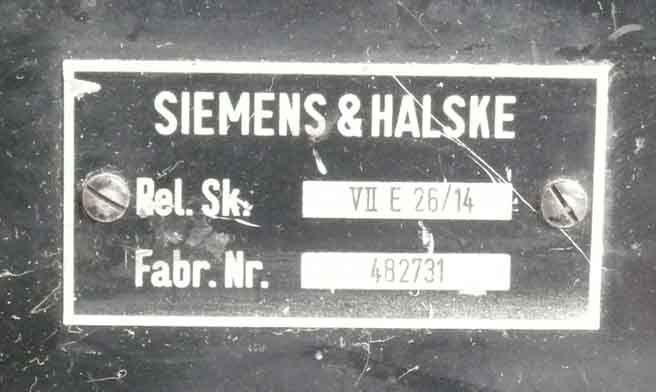 SIEMENS & HALSKE
Rel. Sk. VII E 26/14
Fabr. Nr. 482731